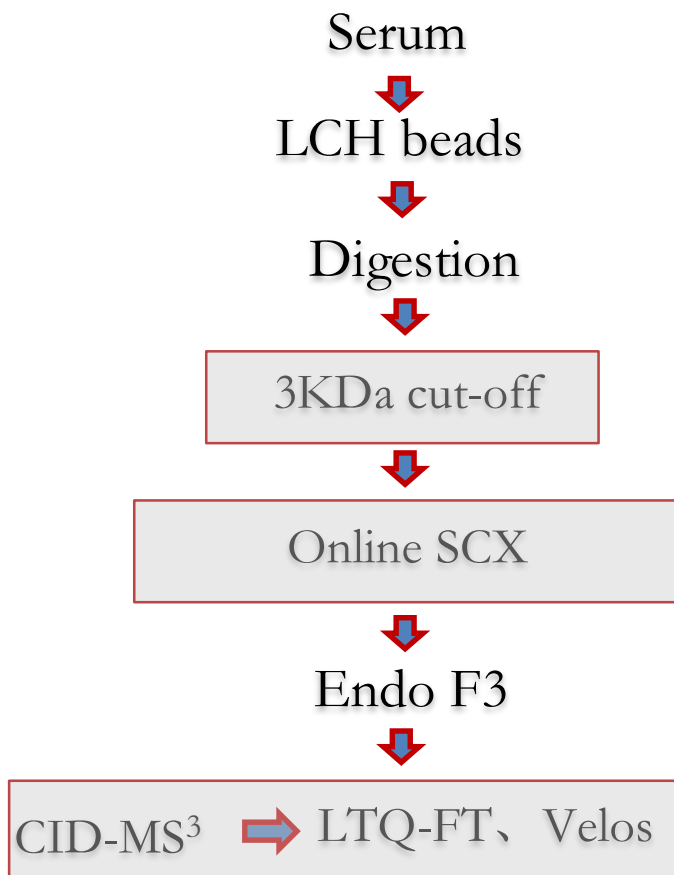 Serum
LCH beads
Digestion
3KDa cut-off
Online SCX
Endo F3
CID-MS³ LTQ-FT、Velos